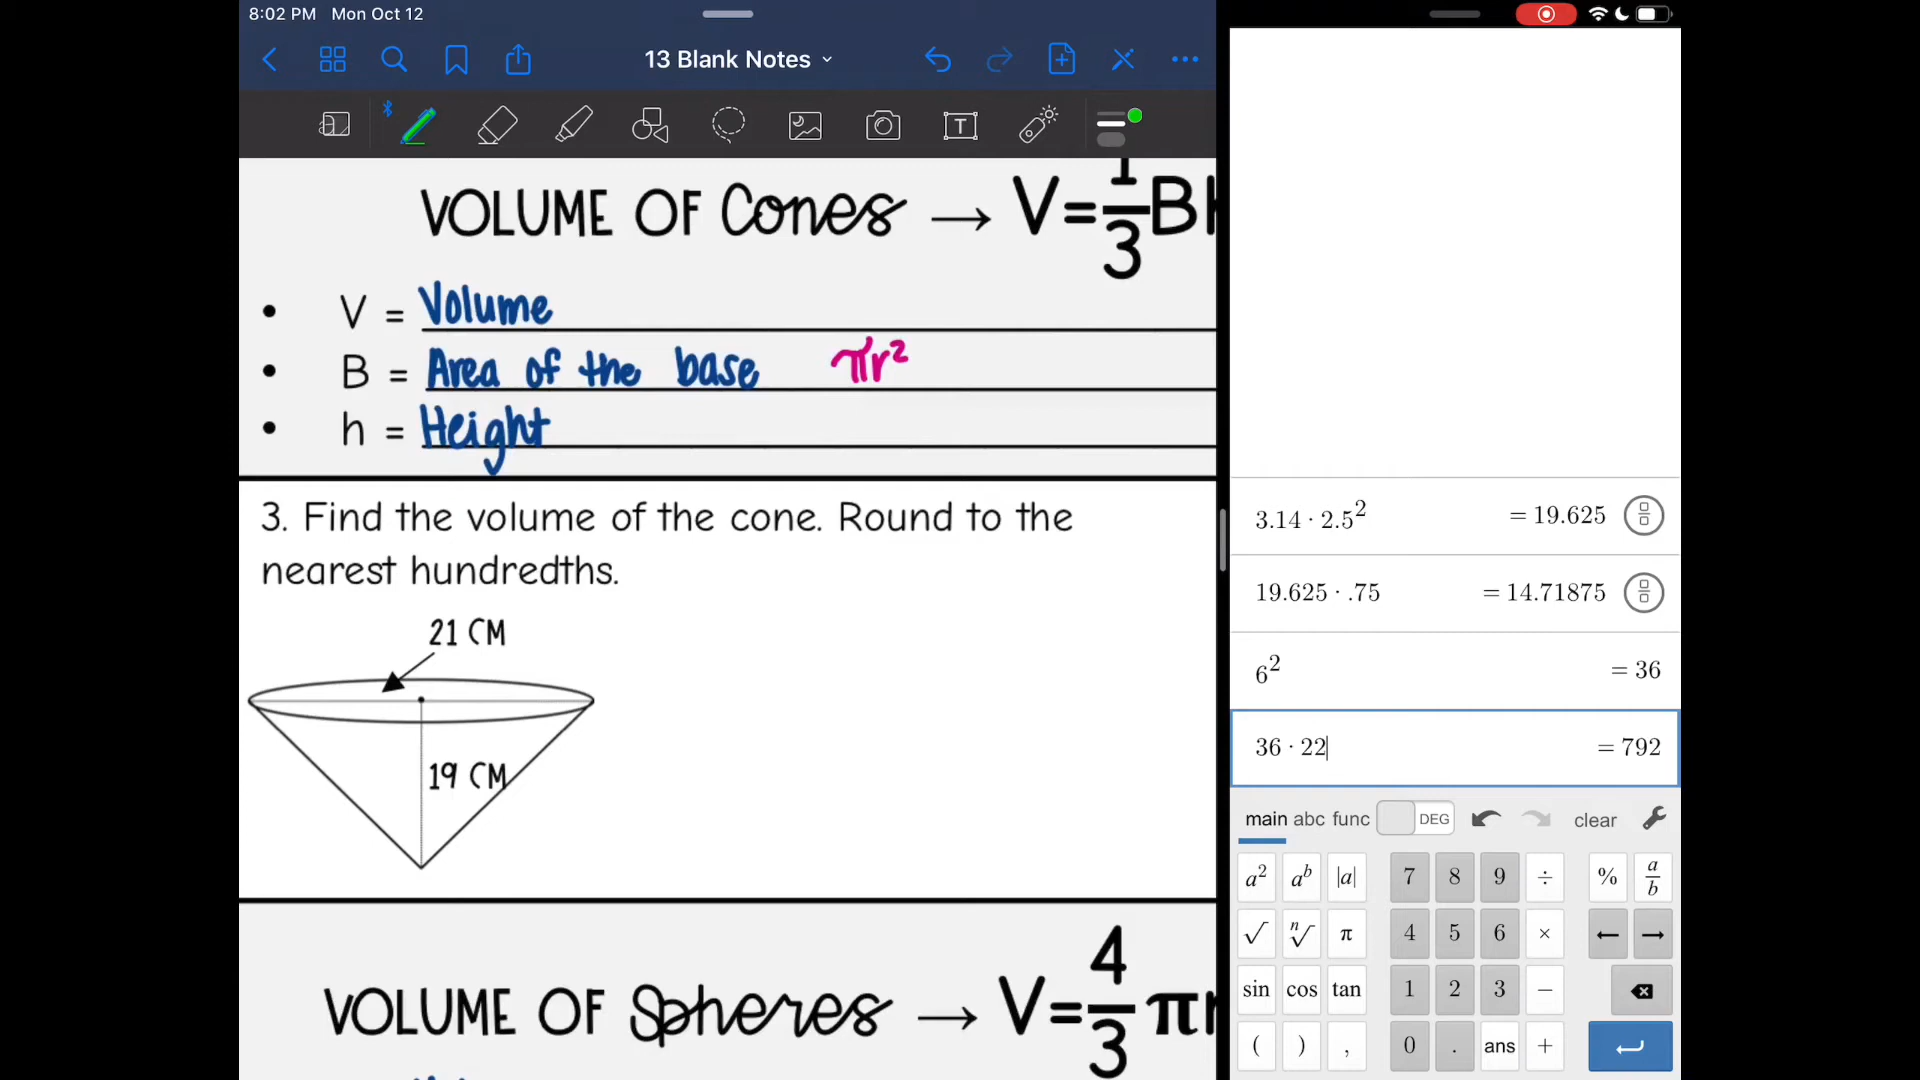 8:02 PM Mon Oct 12
13 Blank Notes
T
VOLUME OF Cones → V=1/3 B
• V = Volume
• B = Area of the base πr²
• h = Height
3. Find the volume of the cone. Round to the
nearest hundredths.
21 CM
19 CM
VOLUME OF Spheres → V=4/3 π
3.14 · 2.5² = 19.625
19.625 · .75 = 14.71875
6² = 36
36 · 22 = 792
main abc func DEG clear
a² aᵇ |a| 7 8 9 ÷ % a/b
√ ⁿ√ π 4 5 6 × ← →
sin cos tan 1 2 3 −
( ) , 0 . ans +